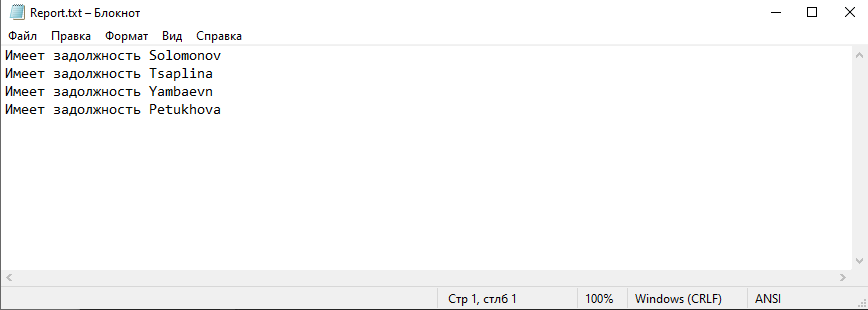 Report.txt – Блокнот
Файл Правка Формат Вид Справка
Имеет задолжность Solomonov
Имеет задолжность Tsaplina
Имеет задолжность Yambaevn
Имеет задолжность Petukhova
Стр 1, стлб 1 100% Windows (CRLF) ANSI